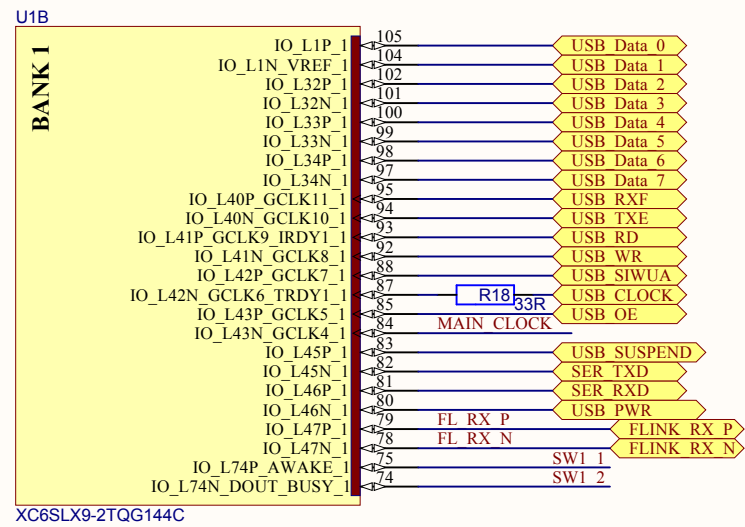 U1B
BANK 1
IO_L1P_1 105 USB_Data_0
IO_L1N_VREF_1 104 USB_Data_1
IO_L32P_1 102 USB_Data_2
IO_L32N_1 101 USB_Data_3
IO_L33P_1 100 USB_Data_4
IO_L33N_1 99 USB_Data_5
IO_L34P_1 98 USB_Data_6
IO_L34N_1 97 USB_Data_7
IO_L40P_GCLK11_1 95 USB_RXF
IO_L40N_GCLK10_1 94 USB_TXE
IO_L41P_GCLK9_IRDY1_1 93 USB_RD
IO_L41N_GCLK8_1 92 USB_WR
IO_L42P_GCLK7_1 88 USB_SIWUA
IO_L42N_GCLK6_TRDY1_1 87 R18 33R USB_CLOCK
IO_L43P_GCLK5_1 85 USB_OE
IO_L43N_GCLK4_1 84 MAIN_CLOCK
IO_L45P_1 83 USB_SUSPEND
IO_L45N_1 82 SER_TXD
IO_L46P_1 81 SER_RXD
IO_L46N_1 80 USB_PWR
IO_L47P_1 79 FL_RX_P FLINK_RX_P
IO_L47N_1 78 FL_RX_N FLINK_RX_N
IO_L74P_AWAKE_1 75 SW1_1
IO_L74N_DOUT_BUSY_1 74 SW1_2
XC6SLX9-2TQG144C